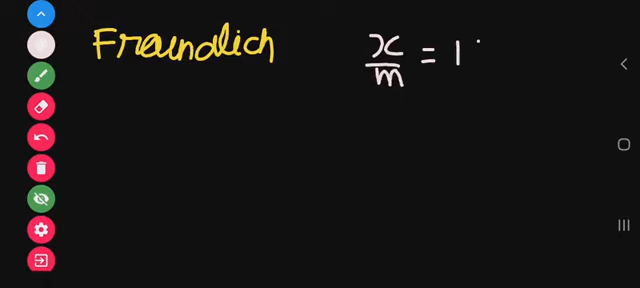 Freundlich
x/m = 1